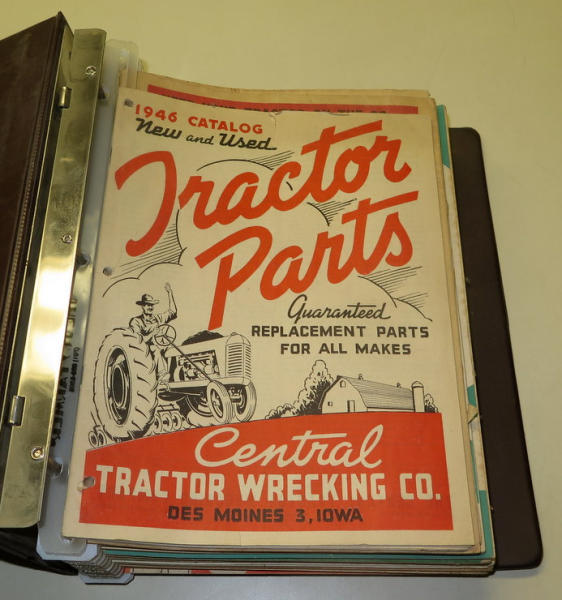 1946 CATALOG
New and Used
Tractor
Parts
Guaranteed
REPLACEMENT PARTS
FOR ALL MAKES
Central
TRACTOR WRECKING CO.
DES MOINES 3, IOWA